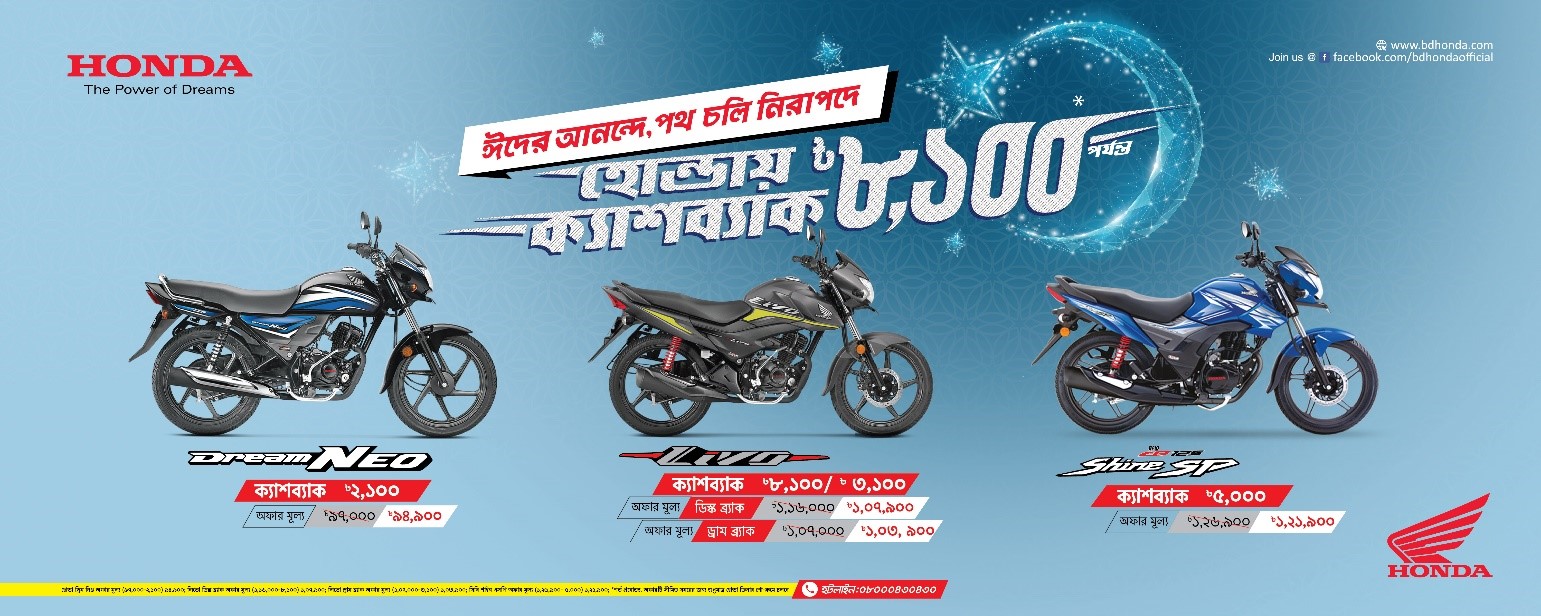 HONDA
The Power of Dreams
www.bdhonda.com
Join us @ facebook.com/bdhondaofficial
ঈদের আনন্দে, পথ চলি নিরাপদে
হোন্ডায় ৳৮,১০০* পর্যন্ত
ক্যাশব্যাক
Dream NEO
ক্যাশব্যাক ৳২,১০০
অফার মূল্য ৳৯৭,০০০ ৳৯৪,৯০০
Livo
ক্যাশব্যাক ৳৮,১০০/ ৳ ৩,১০০
অফার মূল্য ডিস্ক ব্রাক ৳১,১৬,০০০ ৳১,০৭,৯০০
অফার মূল্য ড্রাম ব্রাক ৳১,০৭,০০০ ৳১,০৩, ৯০০
Shine SP
ক্যাশব্যাক ৳৫,০০০
অফার মূল্য ৳১,২৬,৯০০ ৳১,২১,৯০০
HONDA
হটলাইন:০৮০০০৪৩০৪৩০